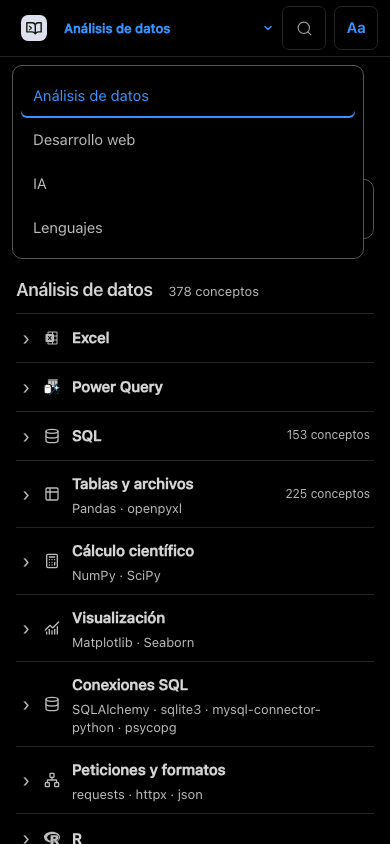 Análisis de datos
Aa
Análisis de datos
Desarrollo web
IA
Lenguajes
Análisis de datos 378 conceptos
Excel
Power Query
SQL 153 conceptos
Tablas y archivos 225 conceptos
Pandas · openpyxl
Cálculo científico
NumPy · SciPy
Visualización
Matplotlib · Seaborn
Conexiones SQL
SQLAlchemy · sqlite3 · mysql-connector-
python · psycopg
Peticiones y formatos
requests · httpx · json
R